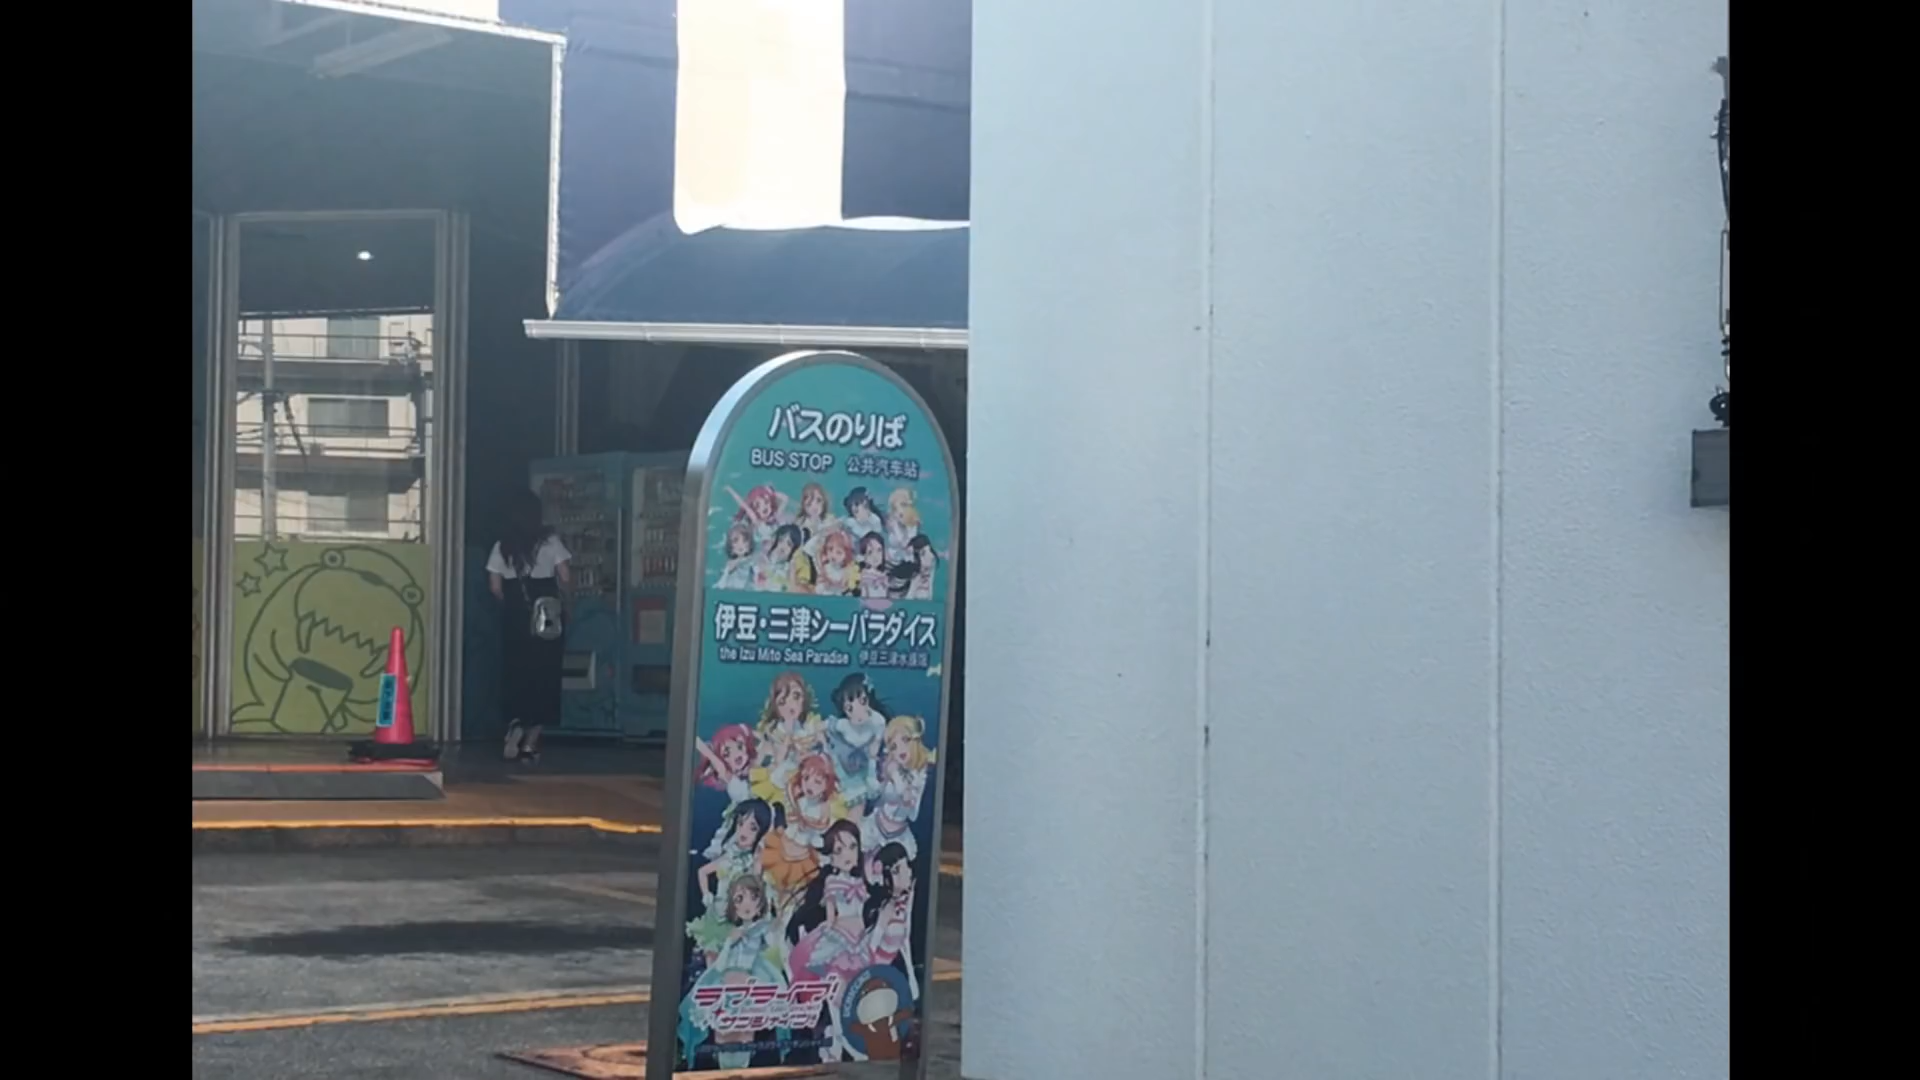 バスのりば
BUS STOP 公共汽车站
伊豆・三津シーパラダイス
the Izu Mito Sea Paradise 伊豆三津水族馆
ラブライブ!
サンシャイン!!